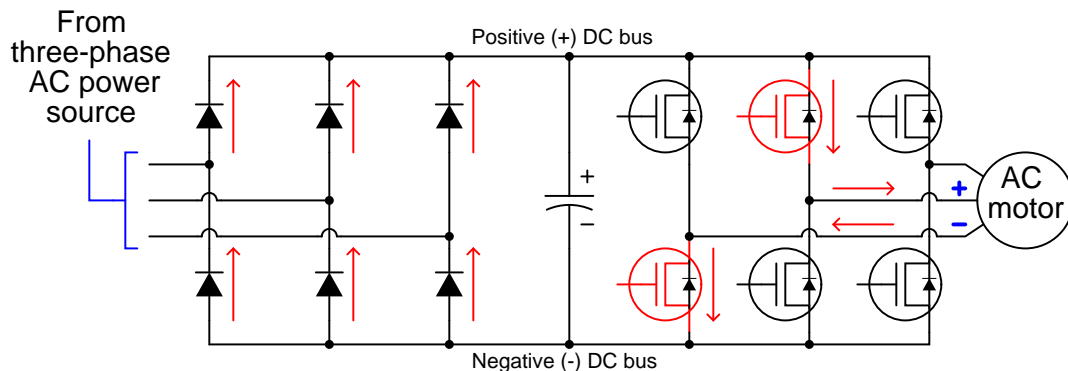 From
three-phase
AC power
source
Positive (+) DC bus
+
-
+
-
AC
motor
Negative (-) DC bus